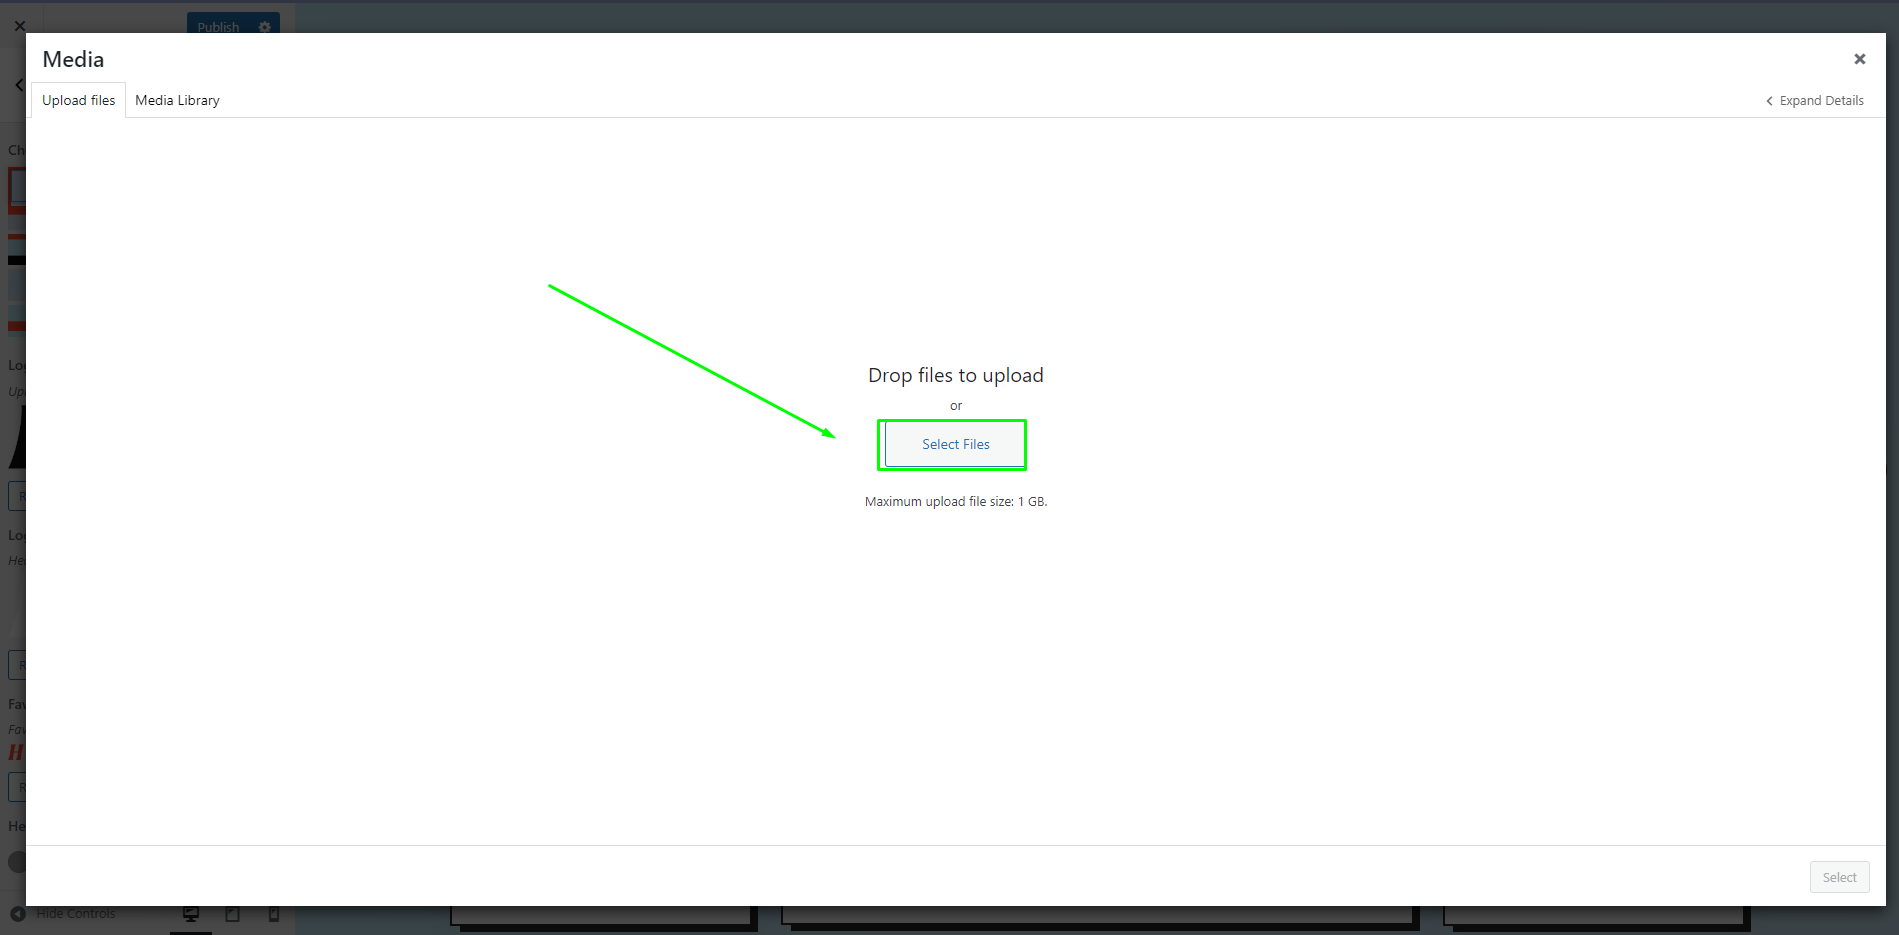 Publish
Media
Upload files
Media Library
Expand Details
Drop files to upload
or
Select Files
Maximum upload file size: 1 GB.
Select
Hide Controls